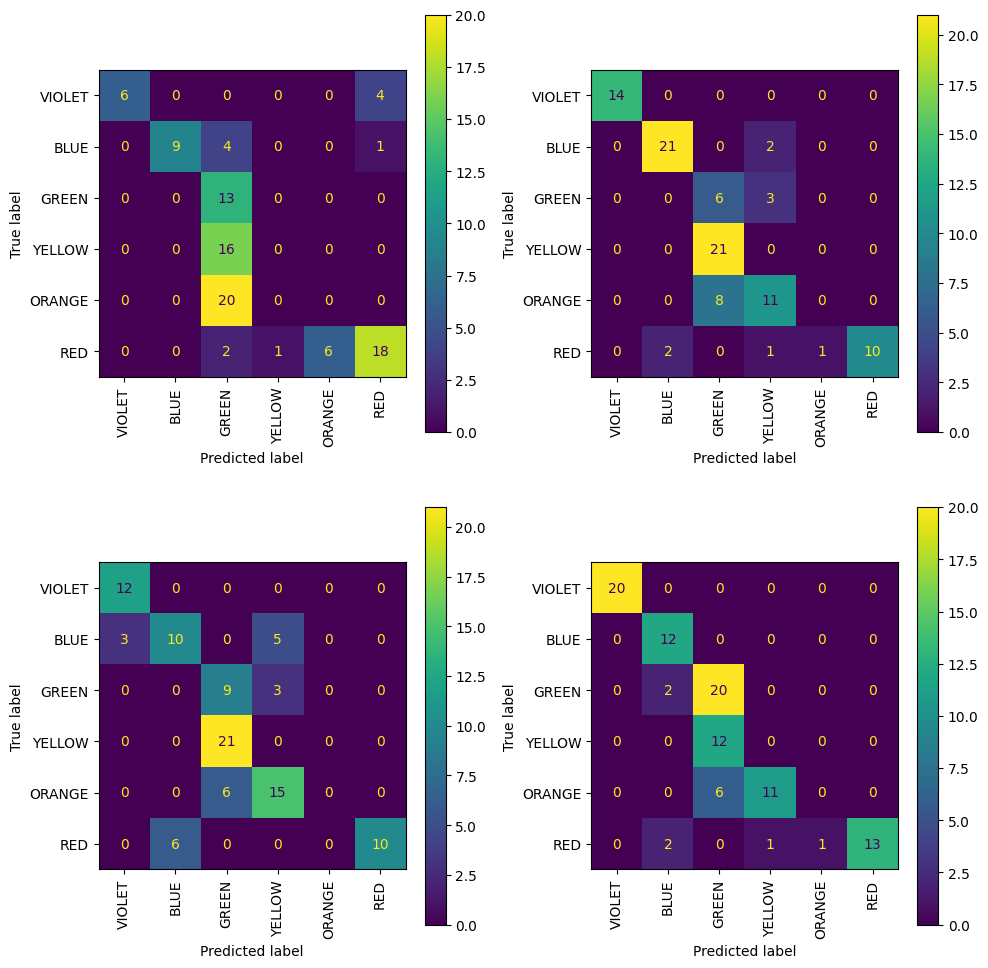 VIOLET 6 0 0 0 0 4
BLUE 0 9 4 0 0 1
GREEN 0 0 13 0 0 0
YELLOW 0 0 16 0 0 0
ORANGE 0 0 20 0 0 0
RED 0 0 2 1 6 18
VIOLET BLUE GREEN YELLOW ORANGE RED
Predicted label
True label
20.0
17.5
15.0
12.5
10.0
7.5
5.0
2.5
0.0
VIOLET 14 0 0 0 0 0
BLUE 0 21 0 2 0 0
GREEN 0 0 6 3 0 0
YELLOW 0 0 21 0 0 0
ORANGE 0 0 8 11 0 0
RED 0 2 0 1 1 10
VIOLET BLUE GREEN YELLOW ORANGE RED
Predicted label
True label
20.0
17.5
15.0
12.5
10.0
7.5
5.0
2.5
0.0
VIOLET 12 0 0 0 0 0
BLUE 3 10 0 5 0 0
GREEN 0 0 9 3 0 0
YELLOW 0 0 21 0 0 0
ORANGE 0 0 6 15 0 0
RED 0 6 0 0 0 10
VIOLET BLUE GREEN YELLOW ORANGE RED
Predicted label
True label
20.0
17.5
15.0
12.5
10.0
7.5
5.0
2.5
0.0
VIOLET 20 0 0 0 0 0
BLUE 0 12 0 0 0 0
GREEN 0 2 20 0 0 0
YELLOW 0 0 12 0 0 0
ORANGE 0 0 6 11 0 0
RED 0 2 0 1 1 13
VIOLET BLUE GREEN YELLOW ORANGE RED
Predicted label
True label
20.0
17.5
15.0
12.5
10.0
7.5
5.0
2.5
0.0